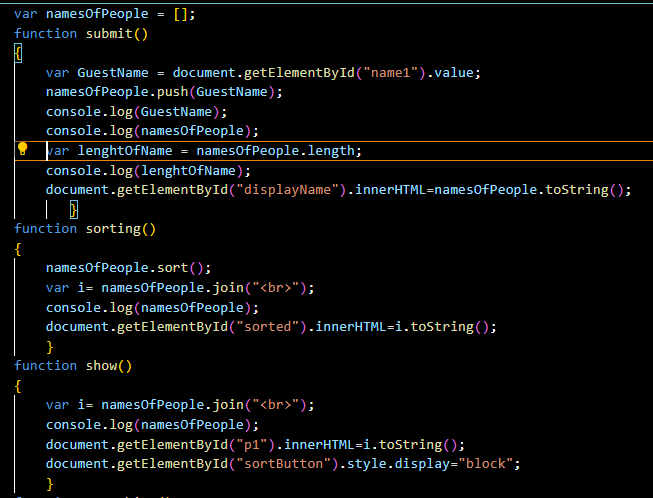 var namesOfPeople = [];
function submit()
{
var GuestName = document.getElementById("name1").value;
namesOfPeople.push(GuestName);
console.log(GuestName);
console.log(namesOfPeople);
var lenghtOfName = namesOfPeople.length;
console.log(lenghtOfName);
document.getElementById("displayName").innerHTML=namesOfPeople.toString();
}
function sorting()
{
namesOfPeople.sort();
var i= namesOfPeople.join("<br>");
console.log(namesOfPeople);
document.getElementById("sorted").innerHTML=i.toString();
}
function show()
{
var i= namesOfPeople.join("<br>");
console.log(namesOfPeople);
document.getElementById("p1").innerHTML=i.toString();
document.getElementById("sortButton").style.display="block";
}